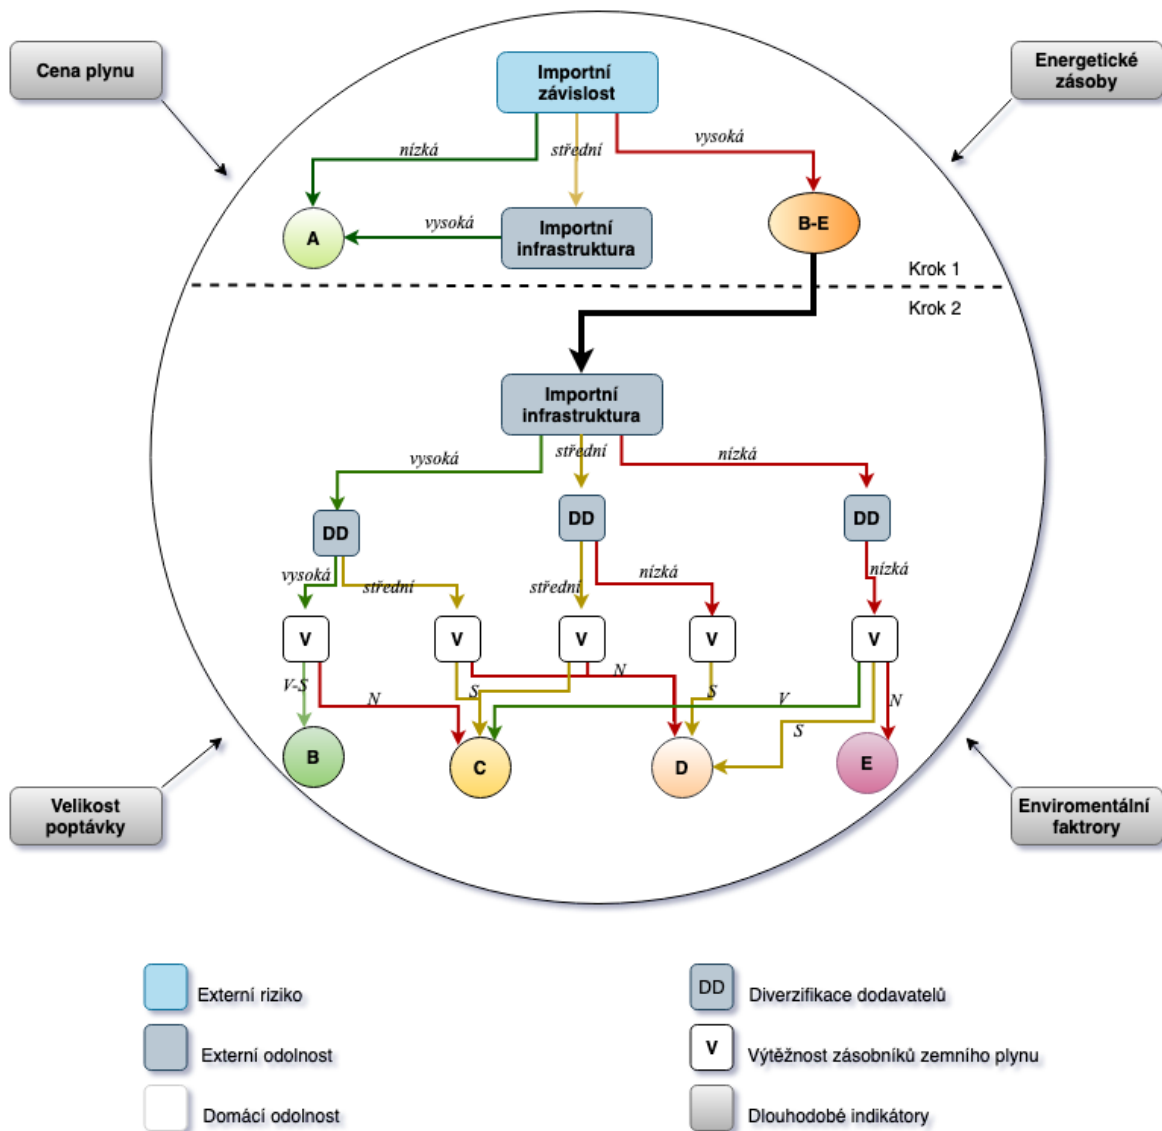 Cena plynu
Importní
závislost
Energetické
zásoby
nízká
střední
vysoká
A
vysoká
Importní
infrastruktura
B-E
Krok 1
Krok 2
Importní
infrastruktura
vysoká
střední
nízká
DD
DD
DD
vysoká
střední
střední
nízká
nízká
V
V
V
V
V
V-S
N
S
N
S
V
S
N
B
C
D
E
Velikost
poptávky
Enviromentální
faktrory
Externí riziko
DD
Diverzifikace dodavatelů
Externí odolnost
V
Výtěžnost zásobníků zemního plynu
Domácí odolnost
Dlouhodobé indikátory